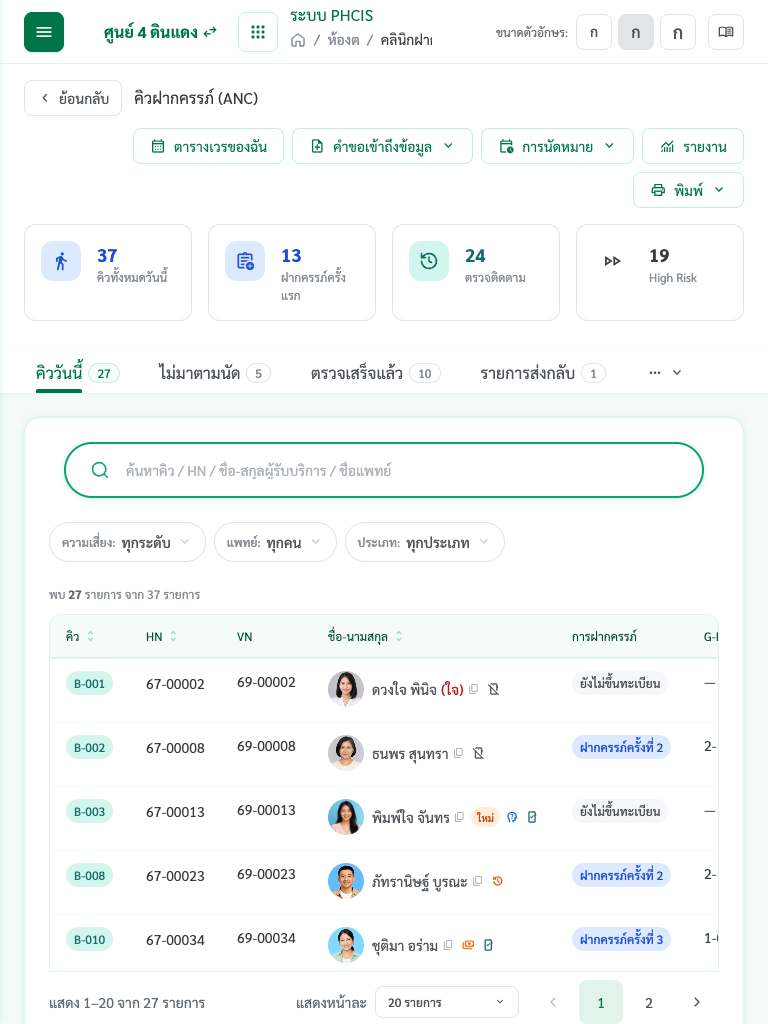 ศูนย์ 4 ดินแดง
ระบบ PHCIS
/ ห้องต / คลินิกฝา
ขนาดตัวอักษร: ก ก ก
ย้อนกลับ คิวฝากครรภ์ (ANC)
ตารางเวรของฉัน คำขอเข้าถึงข้อมูล การนัดหมาย รายงาน
พิมพ์
37 คิวทั้งหมดวันนี้
13 ฝากครรภ์ครั้ง
แรก
24 ตรวจติดตาม
19 High Risk
คิววันนี้ 27 ไม่มาตามนัด 5 ตรวจเสร็จแล้ว 10 รายการส่งกลับ 1 ...
ค้นหาคิว / HN / ชื่อ-สกุลผู้รับบริการ / ชื่อแพทย์
ความเสี่ยง: ทุกระดับ แพทย์: ทุกคน ประเภท: ทุกประเภท
พบ 27 รายการ จาก 37 รายการ
คิว HN VN ชื่อ-นามสกุล การฝากครรภ์
B-001 67-00002 69-00002 ดวงใจ พินิจ (ใจ) ยังไม่ขึ้นทะเบียน —
B-002 67-00008 69-00008 ธนพร สุนทรา ฝากครรภ์ครั้งที่ 2 2-
B-003 67-00013 69-00013 พิมพ์ใจ จันทร ใหม่ ยังไม่ขึ้นทะเบียน —
B-008 67-00023 69-00023 ภัทรานิษฐ์ บูรณะ ฝากครรภ์ครั้งที่ 2 2-
B-010 67-00034 69-00034 ชุติมา อร่าม ฝากครรภ์ครั้งที่ 3 1-
แสดง 1–20 จาก 27 รายการ แสดงหน้าละ 20 รายการ 1 2